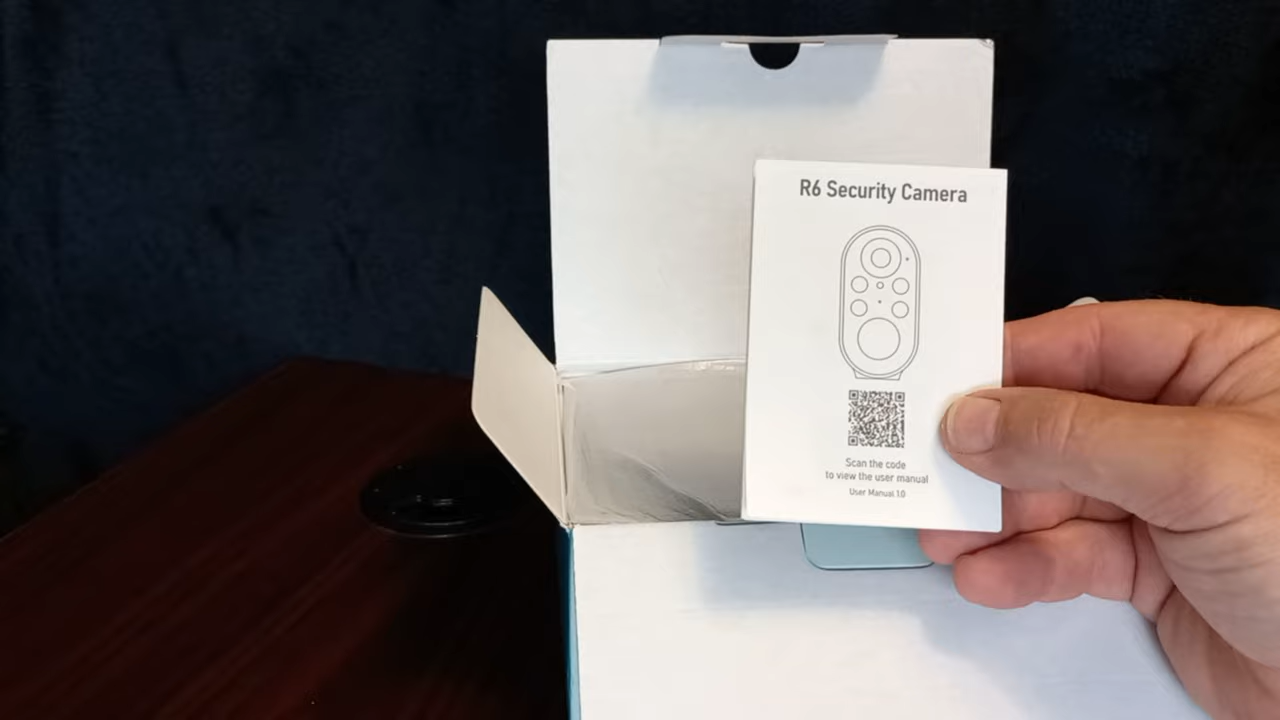 R6 Security Camera
Scan the code
to view the user manual
User Manual 1.0